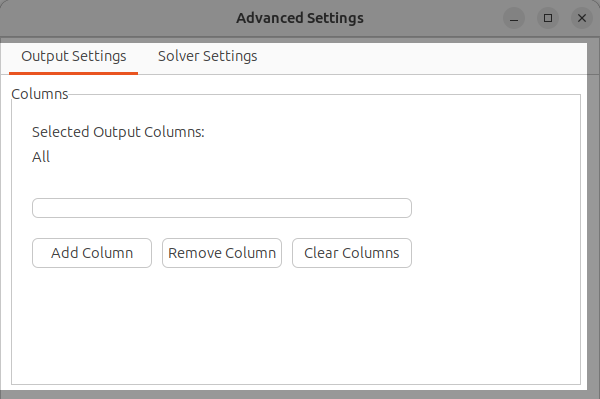 Advanced Settings
Output Settings Solver Settings
Columns
Selected Output Columns:
All
Add Column Remove Column Clear Columns